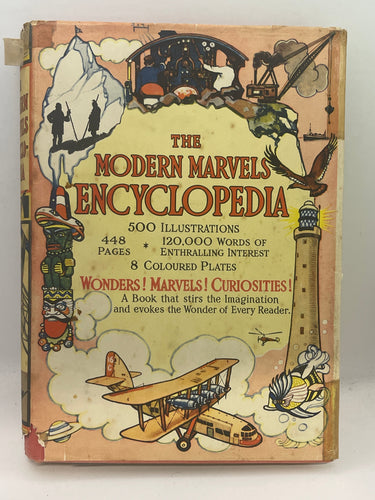 THE
MODERN MARVELS
ENCYCLOPEDIA
500 ILLUSTRATIONS
448 PAGES * 120,000 WORDS OF ENTHRALLING INTEREST
8 COLOURED PLATES
WONDERS! MARVELS! CURIOSITIES!
A Book that stirs the Imagination
and evokes the Wonder of Every Reader.